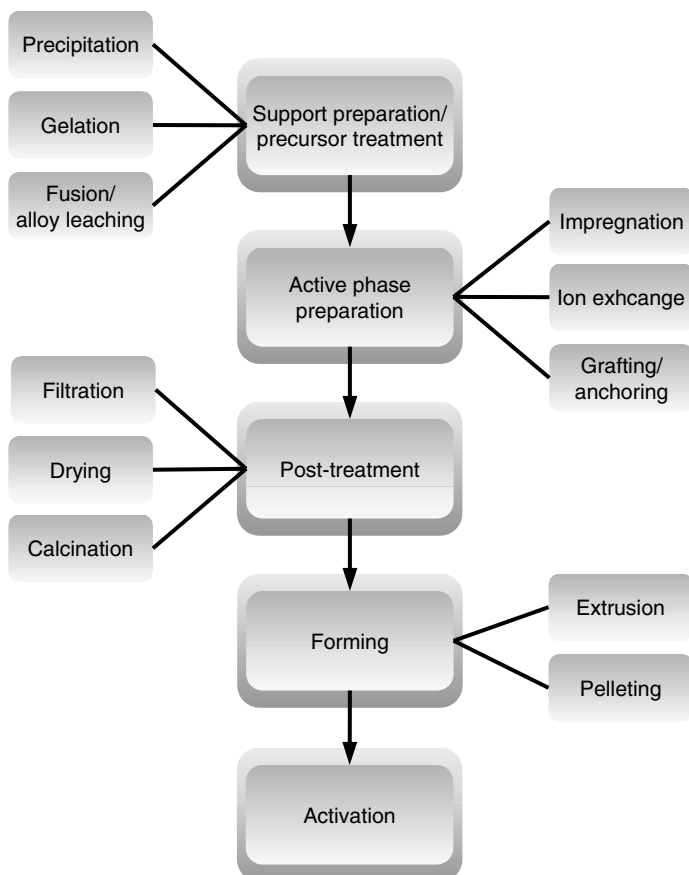 Precipitation
Gelation
Fusion/
alloy leaching
Support preparation/
precursor treatment
Active phase
preparation
Impregnation
Ion exhcange
Grafting/
anchoring
Filtration
Drying
Calcination
Post-treatment
Forming
Extrusion
Pelleting
Activation